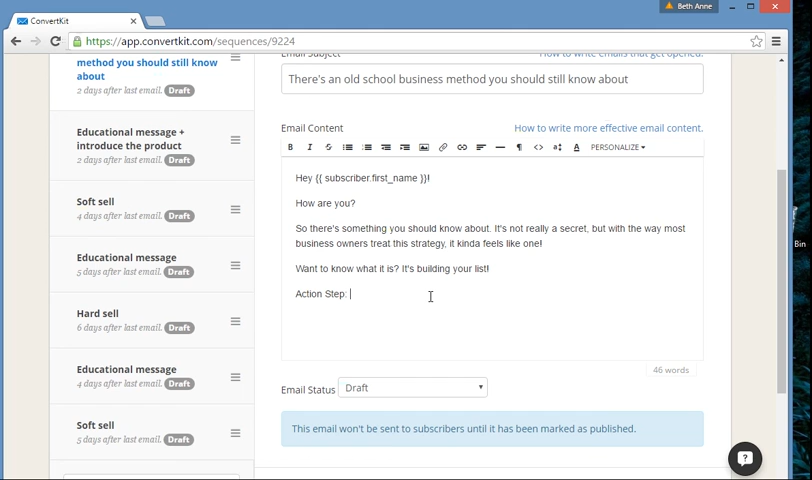 Beth Anne
ConvertKit
https://app.convertkit.com/sequences/9224
Email Subject
How to write emails that get opened.
method you should still know
about
2 days after last email. Draft
There's an old school business method you should still know about
Educational message +
introduce the product
2 days after last email. Draft
Email Content
How to write more effective email content.
PERSONALIZE
Hey {{ subscriber.first_name }}!
How are you?
So there's something you should know about. It's not really a secret, but with the way most
business owners treat this strategy, it kinda feels like one!
Want to know what it is? It's building your list!
Action Step:
46 words
Soft sell
4 days after last email. Draft
Educational message
5 days after last email. Draft
Hard sell
6 days after last email. Draft
Educational message
4 days after last email. Draft
Soft sell
5 days after last email. Draft
Email Status
Draft
This email won't be sent to subscribers until it has been marked as published.
Bin